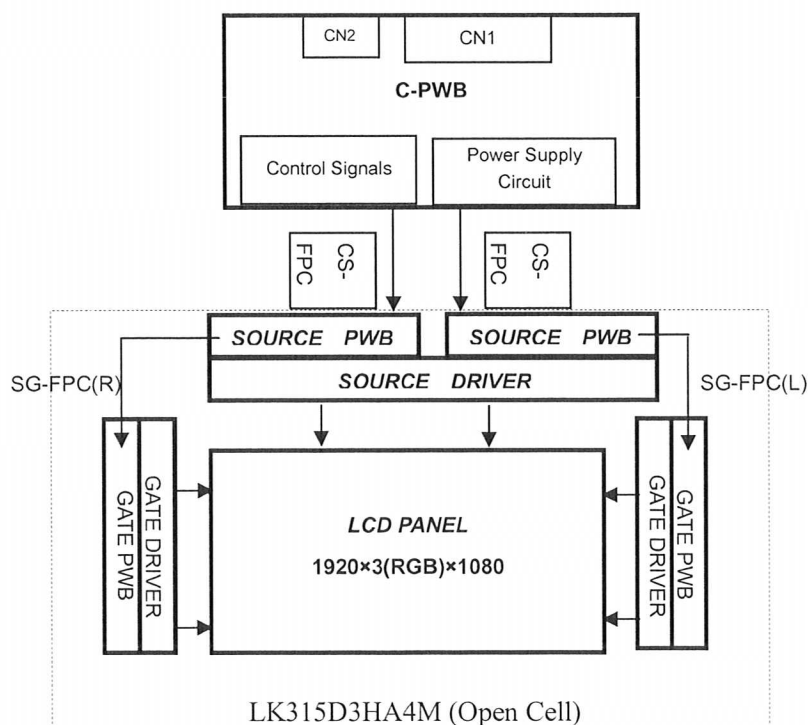 CN2
CN1
C-PWB
Control Signals
Power Supply
Circuit
CS-
FPC
CS-
FPC
SOURCE PWB
SOURCE PWB
SG-FPC(R)
SOURCE DRIVER
SG-FPC(L)
GATE PWB
GATE DRIVER
LCD PANEL
1920×3(RGB)×1080
GATE DRIVER
GATE PWB
LK315D3HA4M (Open Cell)